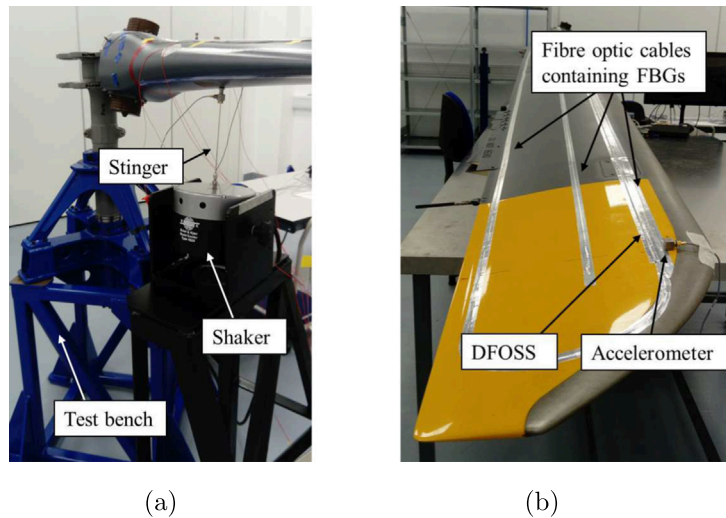 Fibre optic cables
containing FBGs
Stinger
Shaker
DFOSS
Accelerometer
Test bench
(a)
(b)